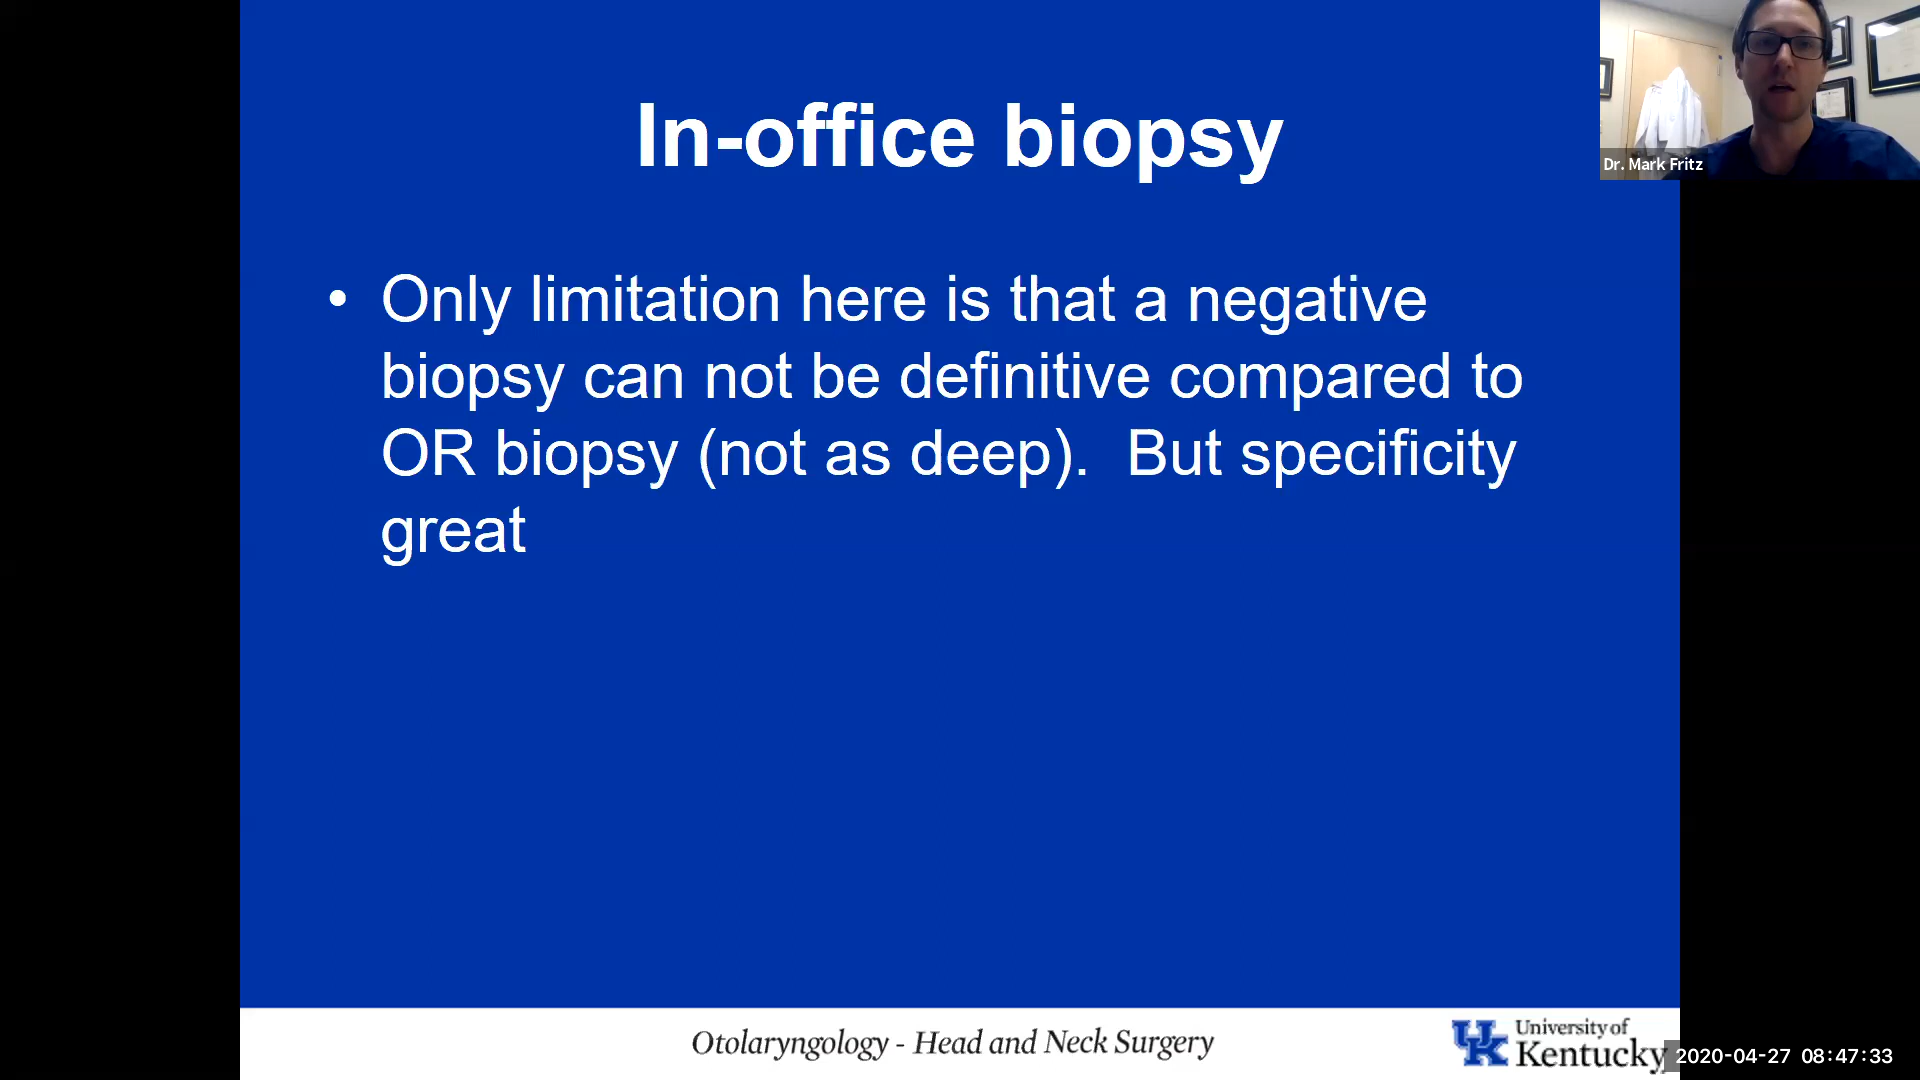 In-office biopsy
• Only limitation here is that a negative
biopsy can not be definitive compared to
OR biopsy (not as deep).  But specificity
great
Dr. Mark Fritz
Otolaryngology - Head and Neck Surgery
UK
University of
Kentucky
2020-04-27 08:47:33